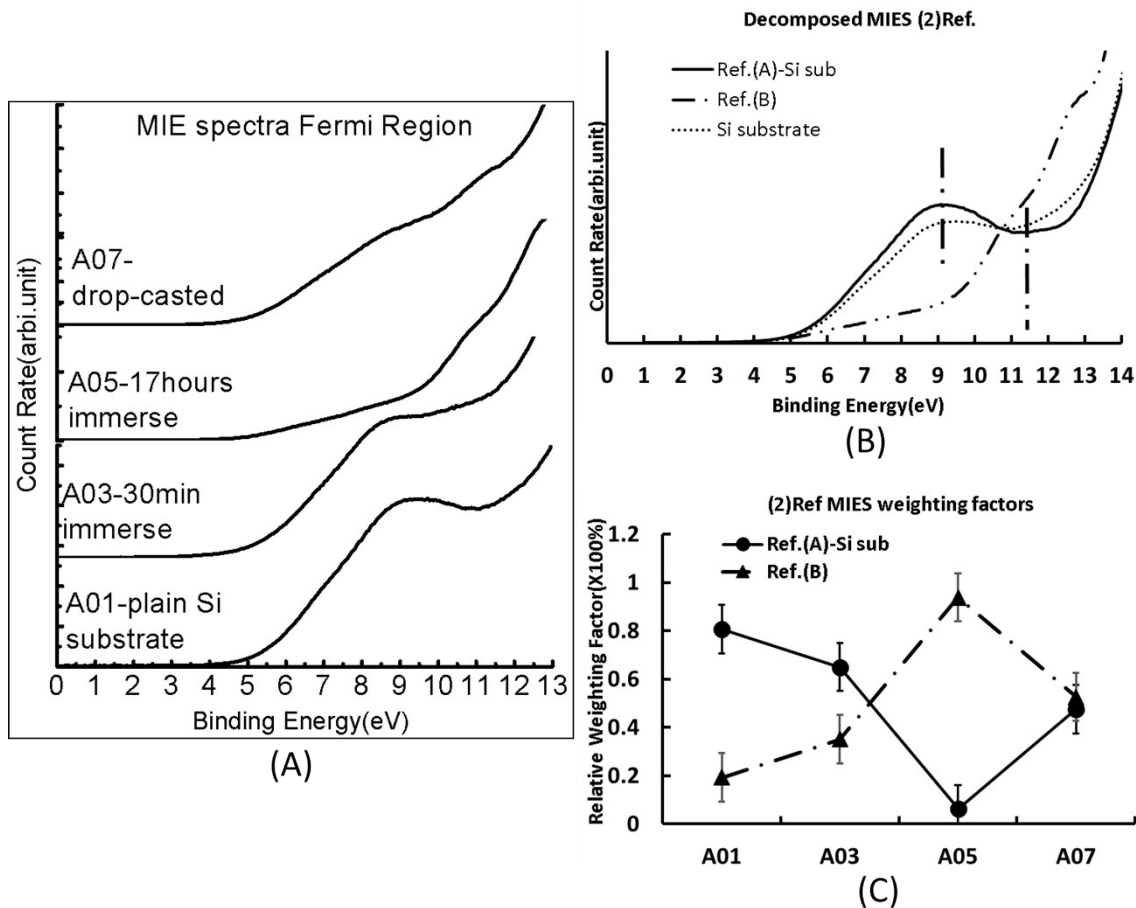 MIE spectra Fermi Region
Count Rate(arbi.unit)
A07-
drop-casted
A05-17hours
immerse
A03-30min
immerse
A01-plain Si
substrate
0 1 2 3 4 5 6 7 8 9 10 11 12 13
Binding Energy(eV)
(A)
Decomposed MIES (2)Ref.
Ref.(A)-Si sub
Ref.(B)
Si substrate
Count Rate(arbi.unit)
0 1 2 3 4 5 6 7 8 9 10 11 12 13 14
Binding Energy(eV)
(B)
(2)Ref MIES weighting factors
Ref.(A)-Si sub
Ref.(B)
Relative Weighting Factor(X100%)
1.2
1
0.8
0.6
0.4
0.2
0
A01 A03 A05 A07
(C)